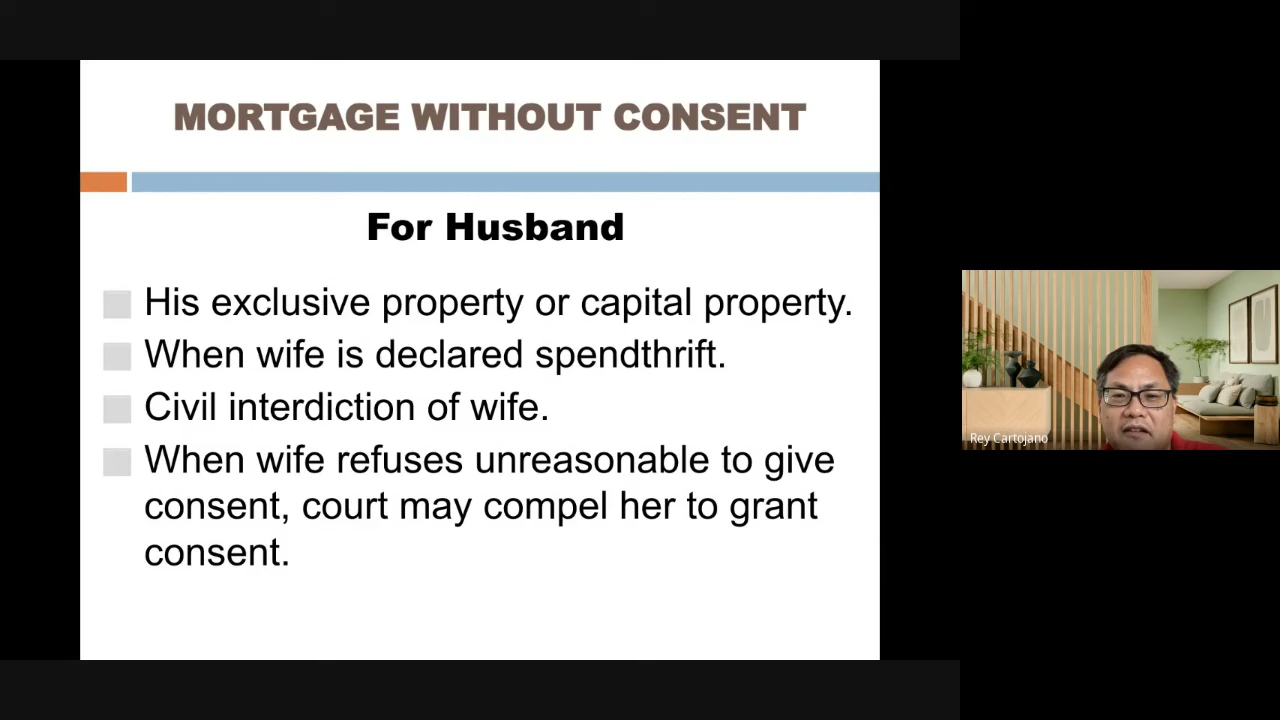 MORTGAGE WITHOUT CONSENT
For Husband
His exclusive property or capital property.
When wife is declared spendthrift.
Civil interdiction of wife.
When wife refuses unreasonable to give
consent, court may compel her to grant
consent.
Rey Cartojano